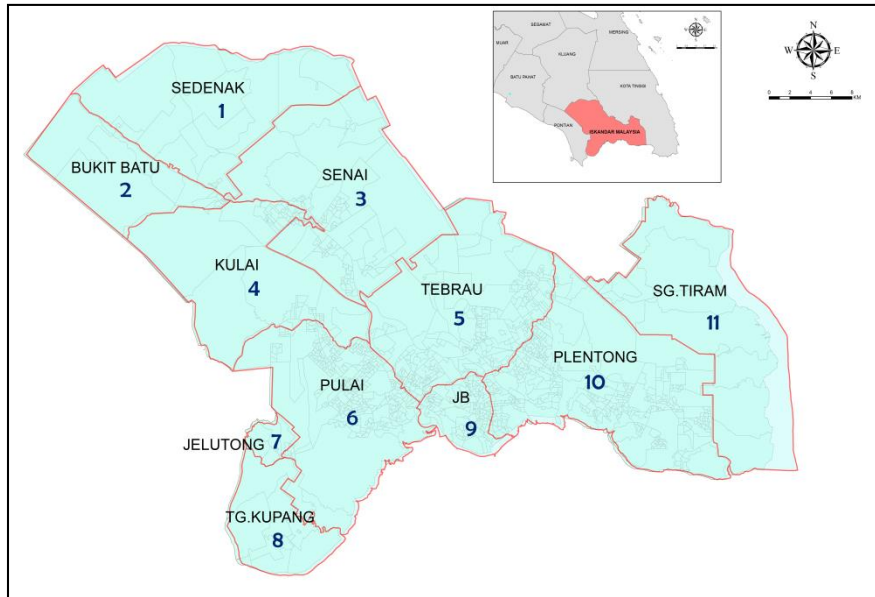 SEGAMAT
MERSING
MUAR
KLUANG
BATU PAHAT
KOTA TINGGI
PONTIAN
ISKANDAR MALAYSIA
N
W
E
S
0
2
4
6
8
KM
SEDENAK
1
BUKIT BATU
2
SENAI
3
KULAI
4
TEBRAU
5
SG.TIRAM
11
PLENTONG
10
PULAI
6
JB
9
JELUTONG
7
TG.KUPANG
8